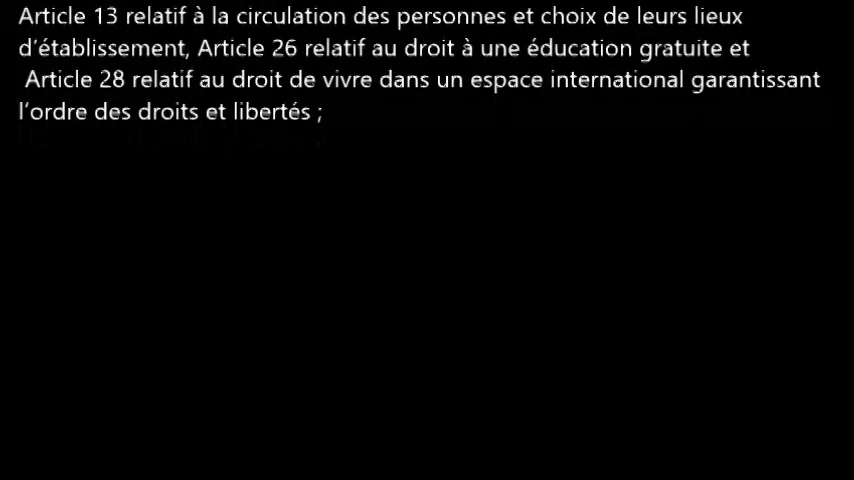 Article 13 relatif à la circulation des personnes et choix de leurs lieux
d’établissement, Article 26 relatif au droit à une éducation gratuite et
Article 28 relatif au droit de vivre dans un espace international garantissant
l’ordre des droits et libertés ;